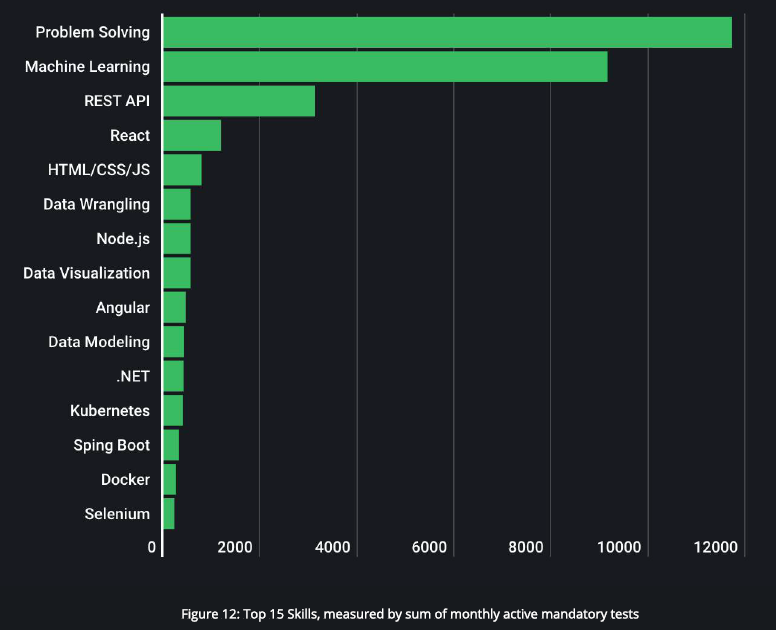 Problem Solving
Machine Learning
REST API
React
HTML/CSS/JS
Data Wrangling
Node.js
Data Visualization
Angular
Data Modeling
.NET
Kubernetes
Sping Boot
Docker
Selenium
0 2000 4000 6000 8000 10000 12000
Figure 12: Top 15 Skills, measured by sum of monthly active mandatory tests